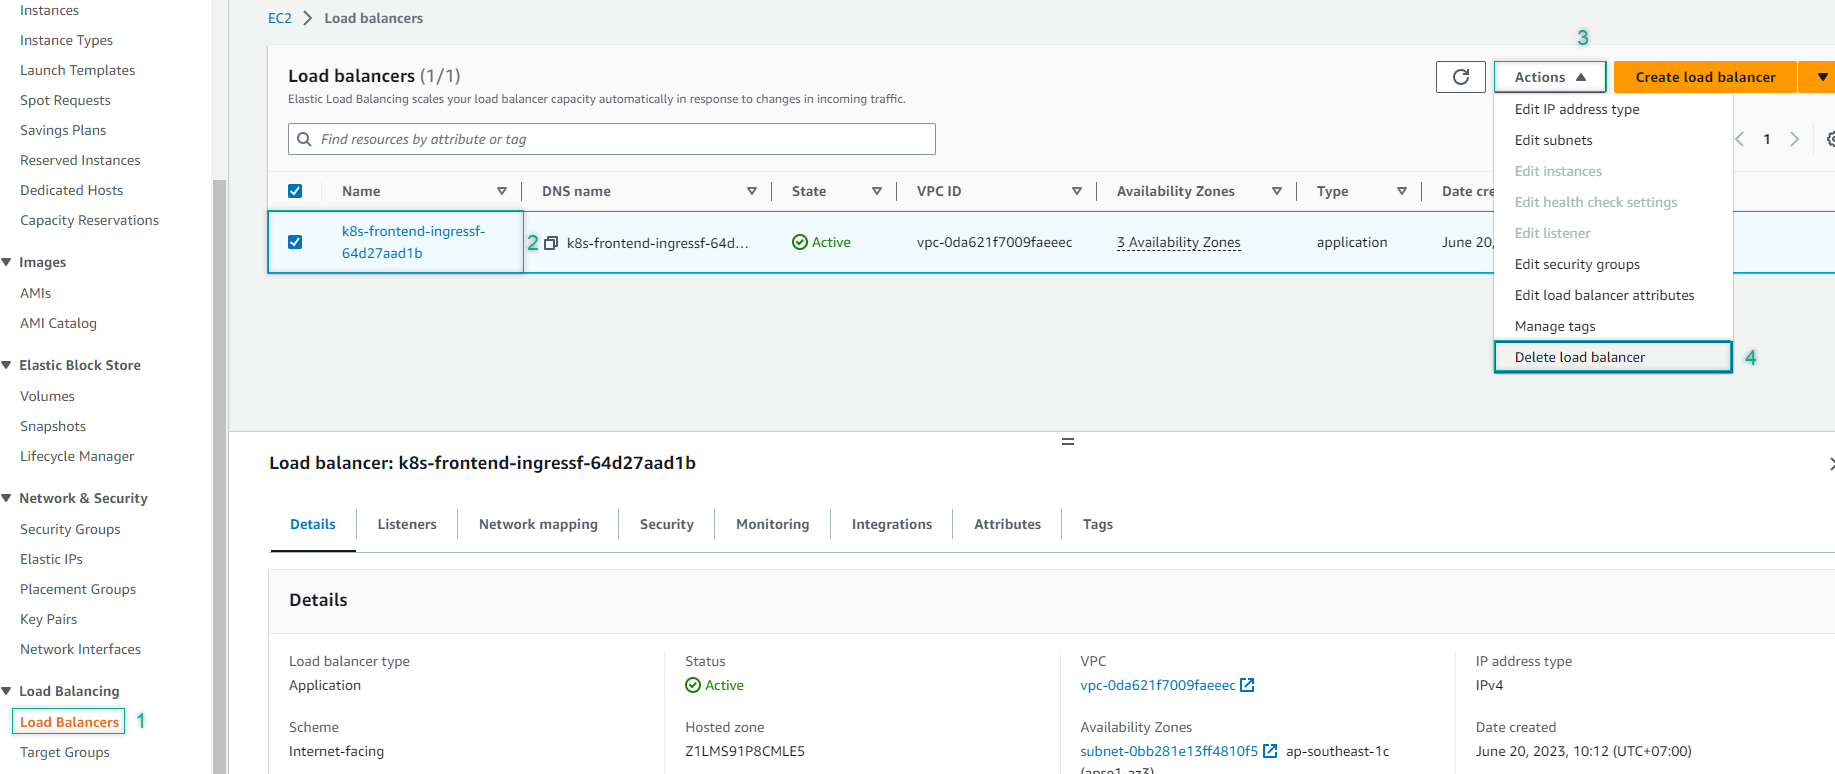 Instances
Instance Types
Launch Templates
Spot Requests
Savings Plans
Reserved Instances
Dedicated Hosts
Capacity Reservations
Images
AMIs
AMI Catalog
Elastic Block Store
Volumes
Snapshots
Lifecycle Manager
Network & Security
Security Groups
Elastic IPs
Placement Groups
Key Pairs
Network Interfaces
Load Balancing
Load Balancers 1
Target Groups
EC2 > Load balancers
3
Load balancers (1/1)
Actions
Create load balancer
Elastic Load Balancing scales your load balancer capacity automatically in response to changes in incoming traffic.
Find resources by attribute or tag
1
Edit IP address type
Edit subnets
Edit instances
Edit health check settings
Edit listener
Edit security groups
Edit load balancer attributes
Manage tags
Delete load balancer 4
Name DNS name State VPC ID Availability Zones Type Date cre
k8s-frontend-ingressf-
64d27aad1b
2 k8s-frontend-ingressf-64d... Active vpc-0da621f7009faeeec 3 Availability Zones application June 20,
Load balancer: k8s-frontend-ingressf-64d27aad1b
Details Listeners Network mapping Security Monitoring Integrations Attributes Tags
Details
Load balancer type
Application
Status
Active
VPC
vpc-0da621f7009faeeec
IP address type
IPv4
Scheme
Internet-facing
Hosted zone
Z1LMS91P8CMLE5
Availability Zones
subnet-0bb281e13ff4810f5 ap-southeast-1c
(apse1-az3)
Date created
June 20, 2023, 10:12 (UTC+07:00)